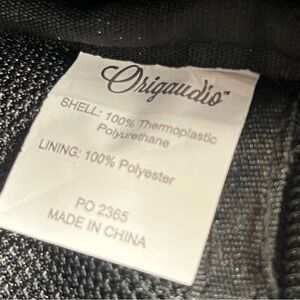 Origaudio™
SHELL: 100% Thermoplastic
Polyurethane
LINING: 100% Polyester
PO 2365
MADE IN CHINA